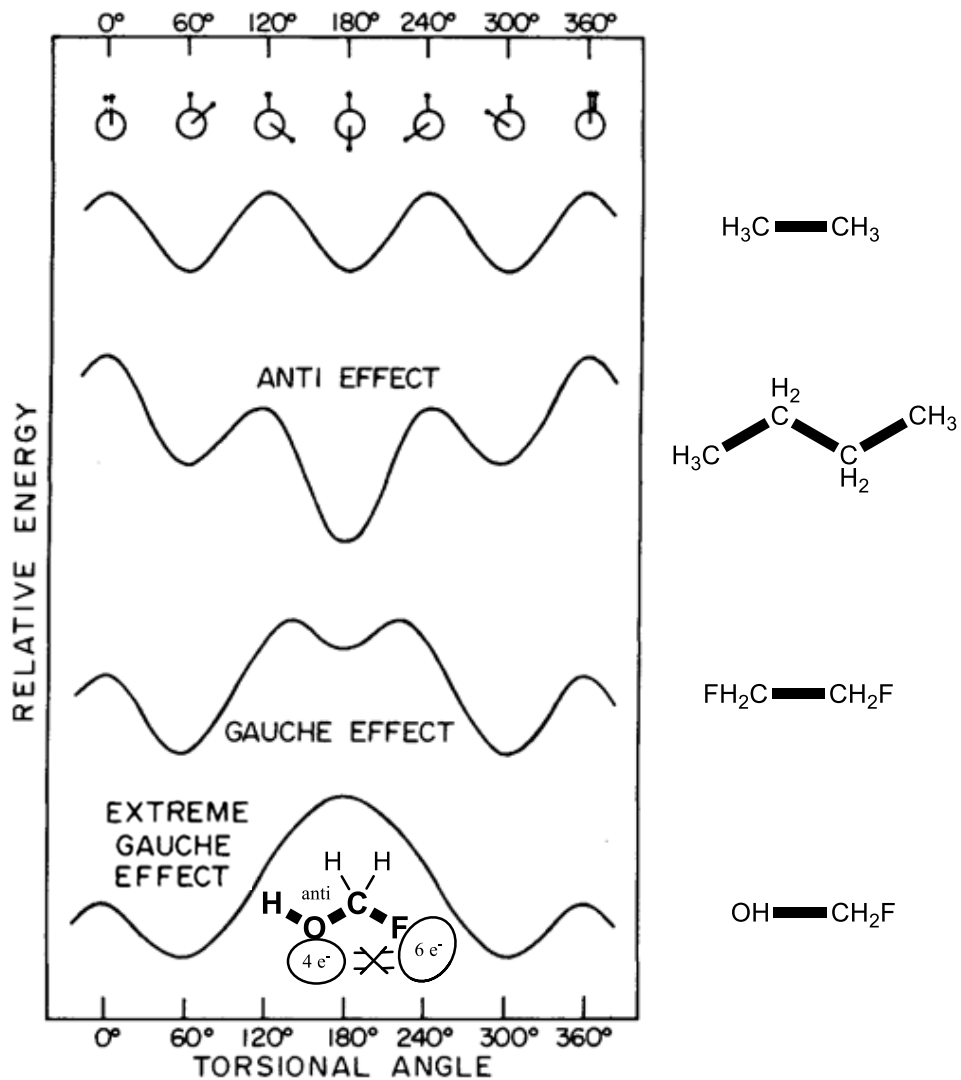 0° 60° 120° 180° 240° 300° 360°
H₃C CH₃
ANTI EFFECT
H₂
C
CH₃
H₃C
C
H₂
RELATIVE ENERGY
GAUCHE EFFECT
FH₂C CH₂F
EXTREME
GAUCHE
EFFECT
H H
H anti C
O F
4 e⁻ 6 e⁻
OH CH₂F
0° 60° 120° 180° 240° 300° 360°
TORSIONAL ANGLE